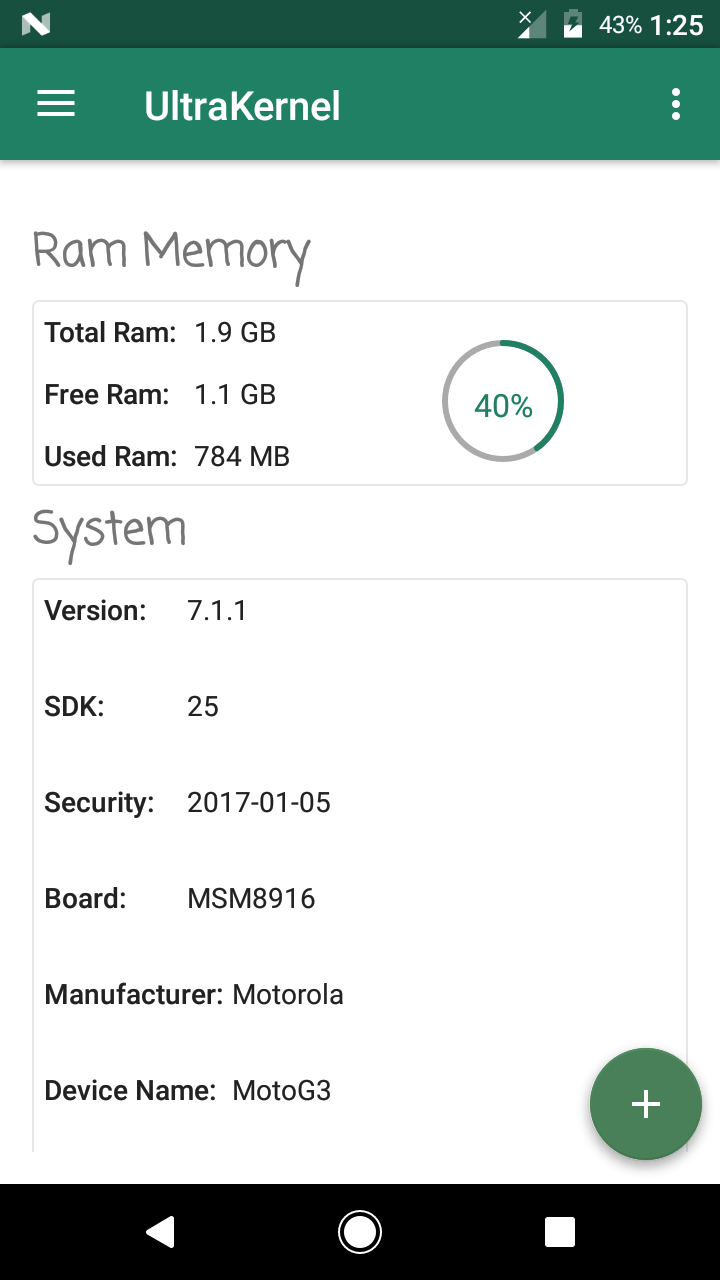 43% 1:25
UltraKernel
Ram Memory
Total Ram: 1.9 GB
Free Ram: 1.1 GB
40%
Used Ram: 784 MB
System
Version: 7.1.1
SDK: 25
Security: 2017-01-05
Board: MSM8916
Manufacturer: Motorola
Device Name: MotoG3